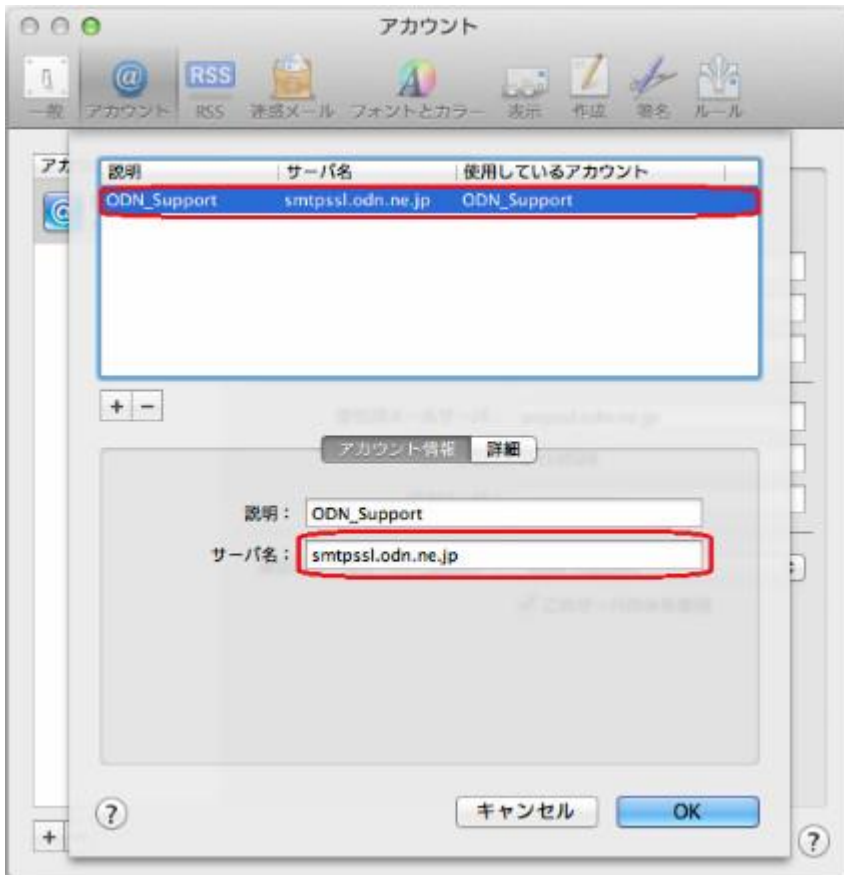 アカウント
RSS
一般 アカウント RSS 迷惑メール フォントとカラー 表示 作成 署名 ルール
アカ
説明 サーバ名 使用しているアカウント
ODN_Support smtpssl.odn.ne.jp ODN_Support
+ -
アカウント情報 詳細
説明： ODN_Support
サーバ名： smtpssl.odn.ne.jp
? キャンセル OK
+ ?